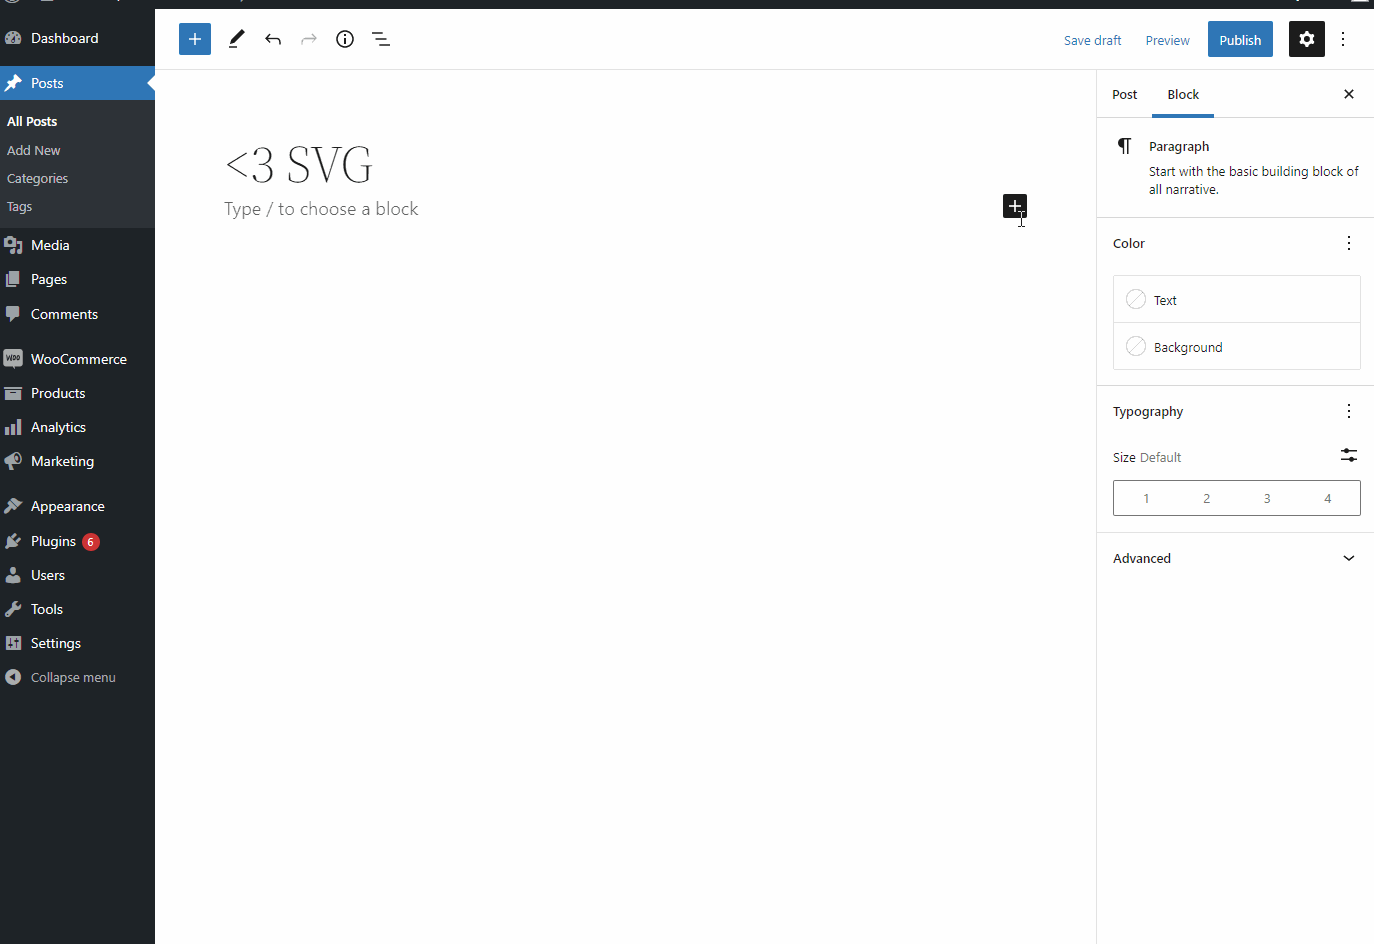 Dashboard
Posts
All Posts
Add New
Categories
Tags
Media
Pages
Comments
WooCommerce
Products
Analytics
Marketing
Appearance
Plugins 6
Users
Tools
Settings
Collapse menu
Save draft
Preview
Publish
<3 SVG
Type / to choose a block
Post
Block
Paragraph
Start with the basic building block of
all narrative.
Color
Text
Background
Typography
Size Default
1 2 3 4
Advanced